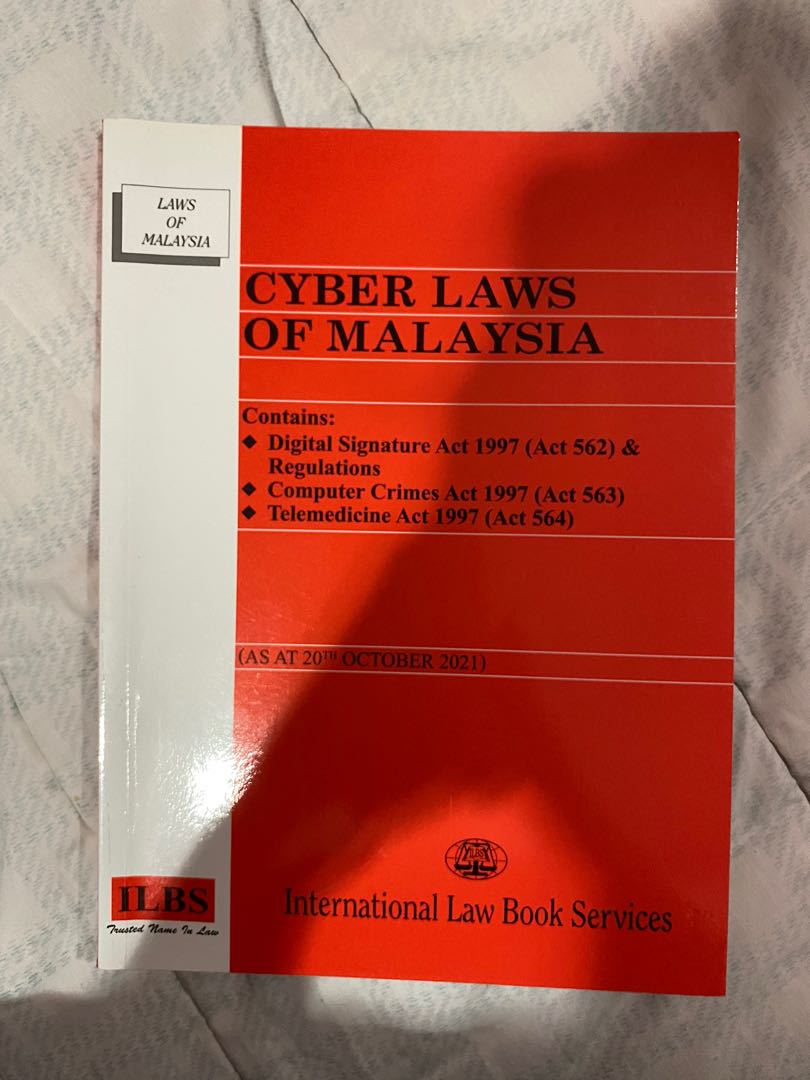 LAWS
OF
MALAYSIA
CYBER LAWS
OF MALAYSIA
Contains:
◆ Digital Signature Act 1997 (Act 562) &
Regulations
◆ Computer Crimes Act 1997 (Act 563)
◆ Telemedicine Act 1997 (Act 564)
(AS AT 20TH OCTOBER 2021)
ILBS
International Law Book Services
ILBS
Trusted Name In Law